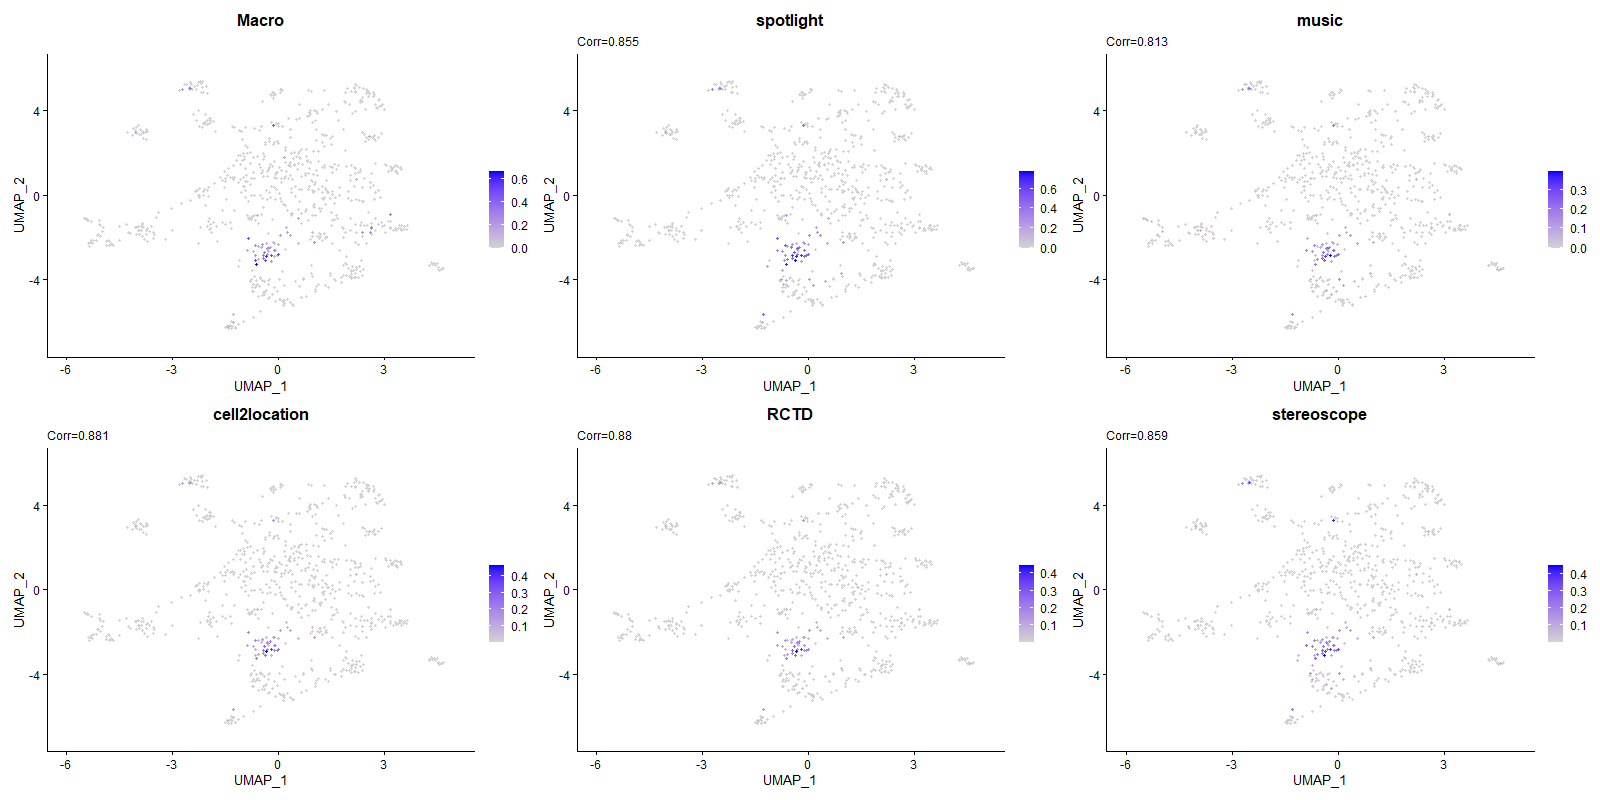 Macro
4
0
-4
UMAP_2
-6
-3
0
3
UMAP_1
0.6
0.4
0.2
0.0
spotlight
Corr=0.855
4
0
-4
UMAP_2
-6
-3
0
3
UMAP_1
0.6
0.4
0.2
0.0
music
Corr=0.813
4
0
-4
UMAP_2
-6
-3
0
3
UMAP_1
0.3
0.2
0.1
0.0
cell2location
Corr=0.881
4
0
-4
UMAP_2
-6
-3
0
3
UMAP_1
0.4
0.3
0.2
0.1
RCTD
Corr=0.88
4
0
-4
UMAP_2
-6
-3
0
3
UMAP_1
0.4
0.3
0.2
0.1
stereoscope
Corr=0.859
4
0
-4
UMAP_2
-6
-3
0
3
UMAP_1
0.4
0.3
0.2
0.1